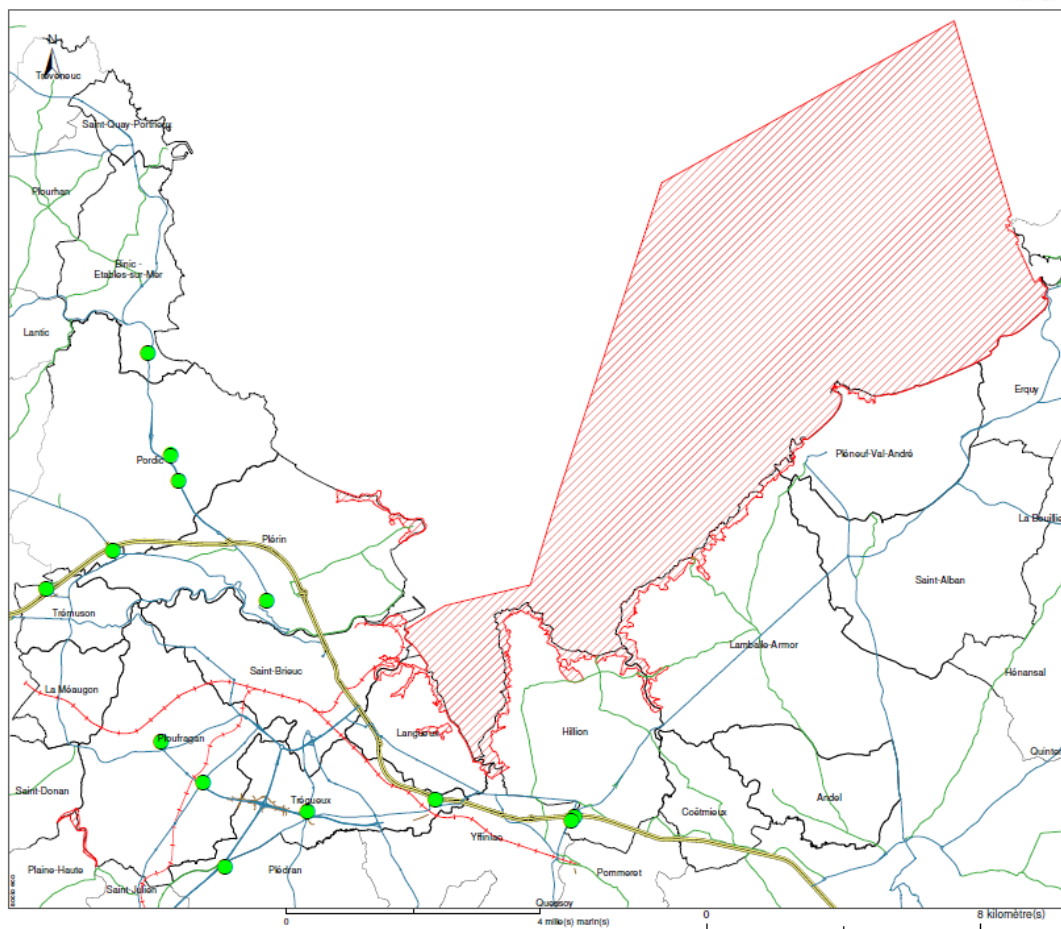 N
Tréveneuc
Saint-Quay-Portrieux
Plourhan
Binic -
Etables-sur-Mer
Lantic
Erquy
Pordic
Pléneuf-Val-André
La Bouillie
Plérin
Saint-Alban
Trémuson
Lamballe-Armor
Saint-Brieuc
Hénansal
La Méaugon
Langueux
Hillion
Ploufragan
Saint-Donan
Andel
Trégueux
Coëtmieux
Yffiniac
Plaine-Haute
Plédran
Pommeret
Saint-Julien
Quessoy
0
4 mille(s) marin(s)
0
8 kilomètre(s)